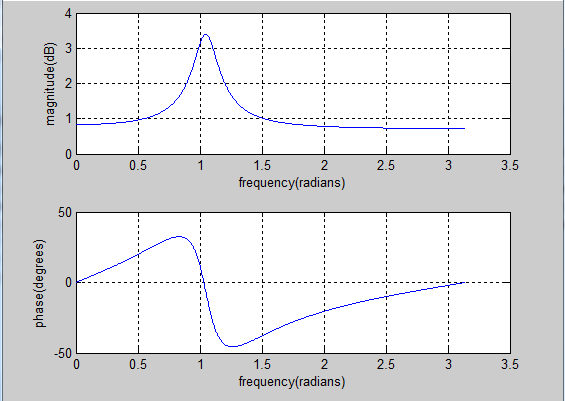 4
3
2
1
0
magnitude(dB)
0 0.5 1 1.5 2 2.5 3 3.5
frequency(radians)
50
0
-50
phase(degrees)
0 0.5 1 1.5 2 2.5 3 3.5
frequency(radians)